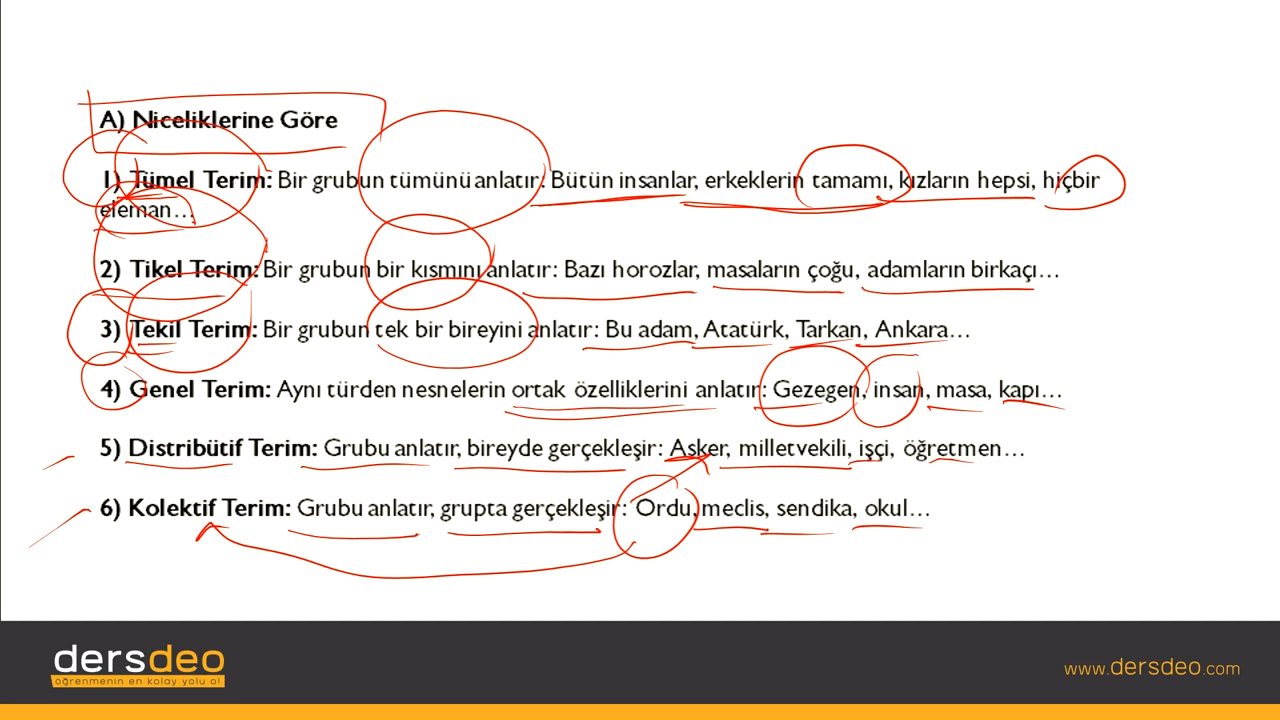 A) Niceliklerine Göre
1) Tümel Terim: Bir grubun tümünü anlatır: Bütün insanlar, erkeklerin tamamı, kızların hepsi, hiçbir
eleman…
2) Tikel Terim: Bir grubun bir kısmını anlatır: Bazı horozlar, masaların çoğu, adamların birkaçı…
3) Tekil Terim: Bir grubun tek bir bireyini anlatır: Bu adam, Atatürk, Tarkan, Ankara…
4) Genel Terim: Aynı türden nesnelerin ortak özelliklerini anlatır: Gezegen, insan, masa, kapı…
5) Distribütif Terim: Grubu anlatır, bireyde gerçekleşir: Asker, milletvekili, işçi, öğretmen…
6) Kolektif Terim: Grubu anlatır, grupta gerçekleşir: Ordu, meclis, sendika, okul…
dersdeo
öğrenmenin en kolay yolu o!
www.dersdeo.com